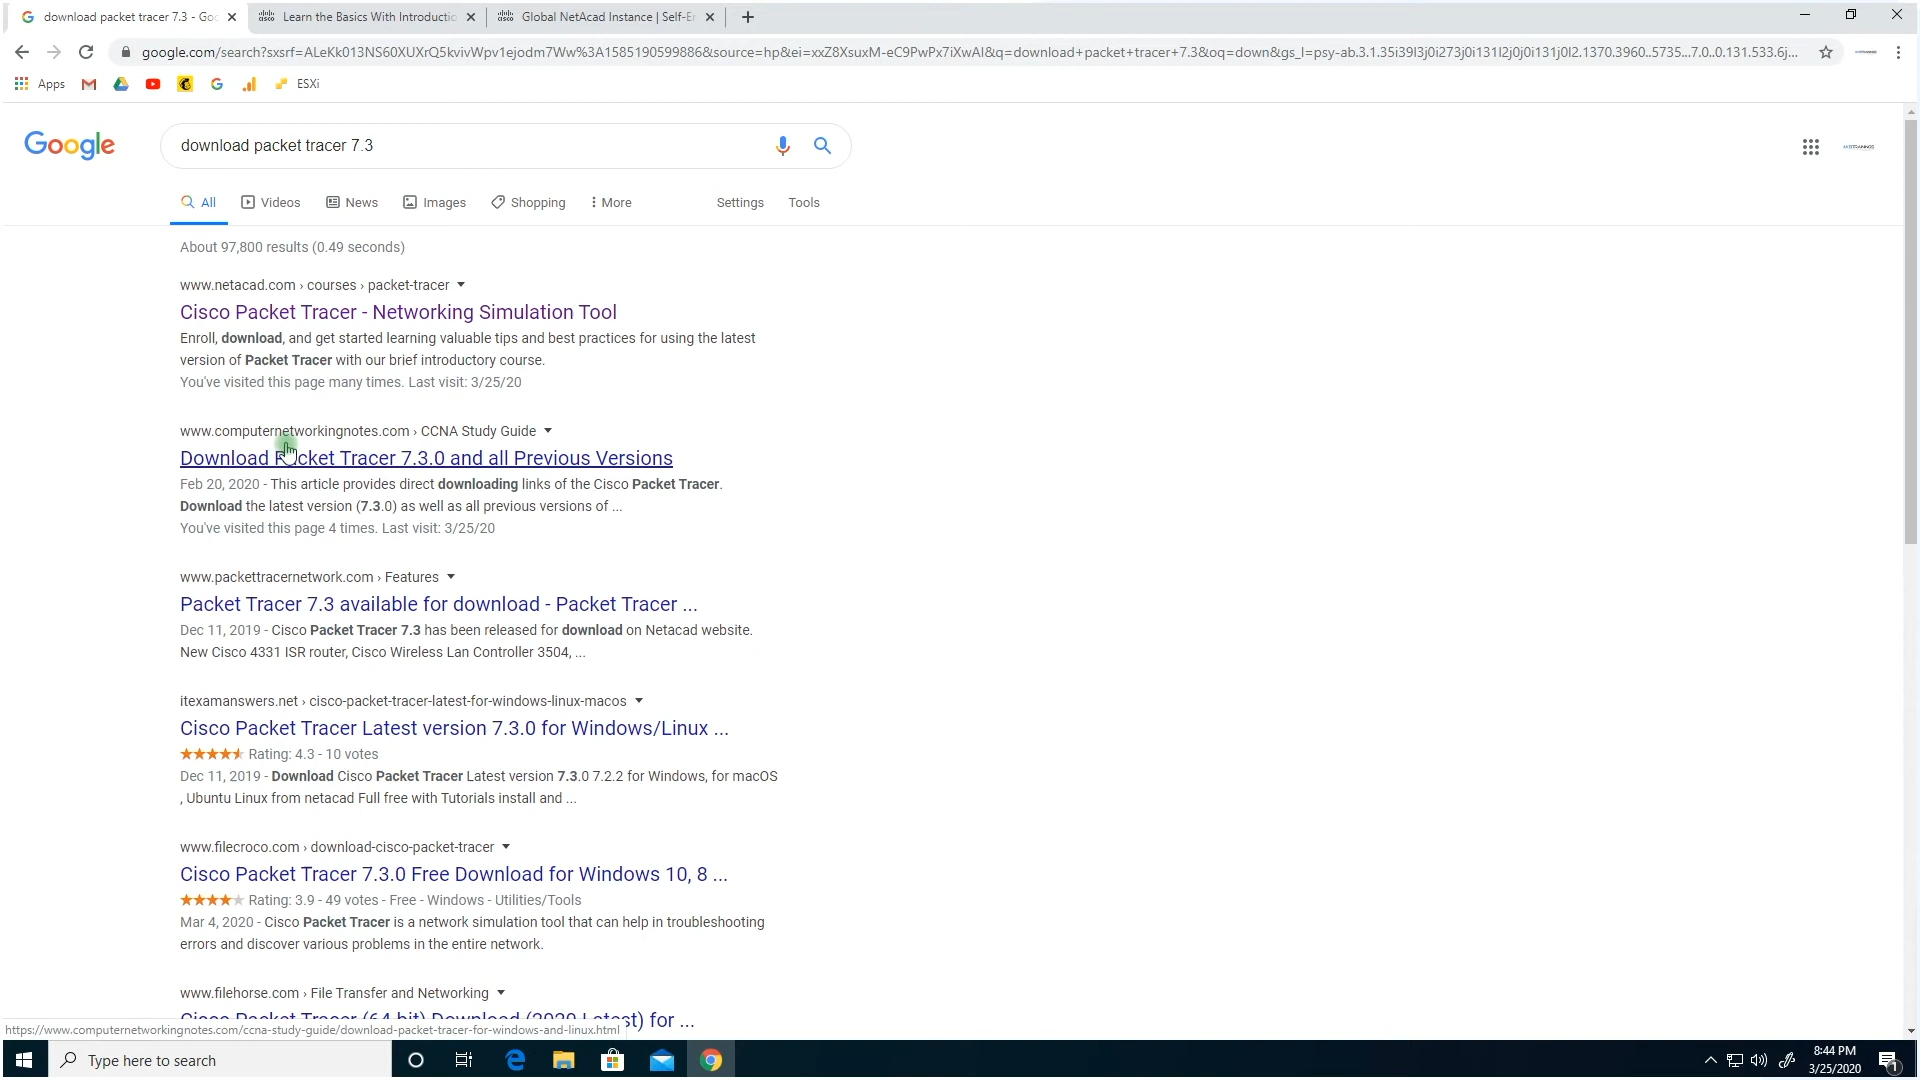 download packet tracer 7.3 - Goo
Learn the Basics With Introductio
Global NetAcad Instance | Self-En
google.com/search?sxsrf=ALeKk013NS60XUXrQ5kvivWpv1ejodm7Ww%3A1585190599886&source=hp&ei=xxZ8XsuxM-eC9PwPx7iXwAI&q=download+packet+tracer+7.3&oq=down&gs_l=psy-ab.3.1.35i39l3j0i273j0i131l2j0j0i131j0l2.1370.3960..5735...7.0..0.131.533.6j...
Apps
ESXi
Google
download packet tracer 7.3
All
Videos
News
Images
Shopping
More
Settings
Tools
About 97,800 results (0.49 seconds)
www.netacad.com › courses › packet-tracer
Cisco Packet Tracer - Networking Simulation Tool
Enroll, download, and get started learning valuable tips and best practices for using the latest
version of Packet Tracer with our brief introductory course.
You've visited this page many times. Last visit: 3/25/20
www.computernetworkingnotes.com › CCNA Study Guide
Download Packet Tracer 7.3.0 and all Previous Versions
Feb 20, 2020 - This article provides direct downloading links of the Cisco Packet Tracer.
Download the latest version (7.3.0) as well as all previous versions of ...
You've visited this page 4 times. Last visit: 3/25/20
www.packettracernetwork.com › Features
Packet Tracer 7.3 available for download - Packet Tracer ...
Dec 11, 2019 - Cisco Packet Tracer 7.3 has been released for download on Netacad website.
New Cisco 4331 ISR router, Cisco Wireless Lan Controller 3504, ...
itexamanswers.net › cisco-packet-tracer-latest-for-windows-linux-macos
Cisco Packet Tracer Latest version 7.3.0 for Windows/Linux ...
Rating: 4.3 - 10 votes
Dec 11, 2019 - Download Cisco Packet Tracer Latest version 7.3.0 7.2.2 for Windows, for macOS
, Ubuntu Linux from netacad Full free with Tutorials install and ...
www.filecroco.com › download-cisco-packet-tracer
Cisco Packet Tracer 7.3.0 Free Download for Windows 10, 8 ...
Rating: 3.9 - 49 votes - Free - Windows - Utilities/Tools
Mar 4, 2020 - Cisco Packet Tracer is a network simulation tool that can help in troubleshooting
errors and discover various problems in the entire network.
www.filehorse.com › File Transfer and Networking
Cisco Packet Tracer (64-bit) Download (2020 Latest) for ...
https://www.computernetworkingnotes.com/ccna-study-guide/download-packet-tracer-for-windows-and-linux.html
Type here to search
8:44 PM
3/25/2020
1